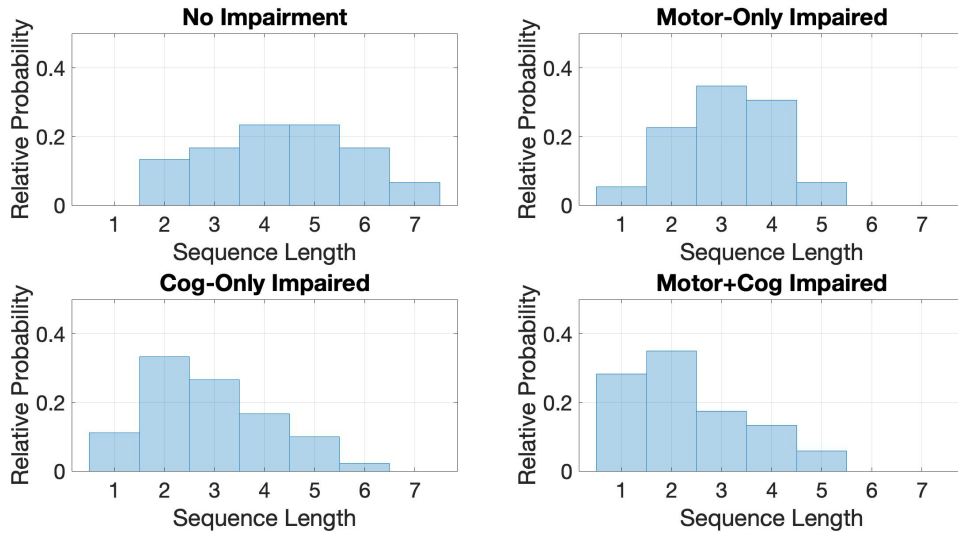 No Impairment
Relative Probability
0.4
0.2
0
1 2 3 4 5 6 7
Sequence Length
Motor-Only Impaired
Relative Probability
0.4
0.2
0
1 2 3 4 5 6 7
Sequence Length
Cog-Only Impaired
Relative Probability
0.4
0.2
0
1 2 3 4 5 6 7
Sequence Length
Motor+Cog Impaired
Relative Probability
0.4
0.2
0
1 2 3 4 5 6 7
Sequence Length